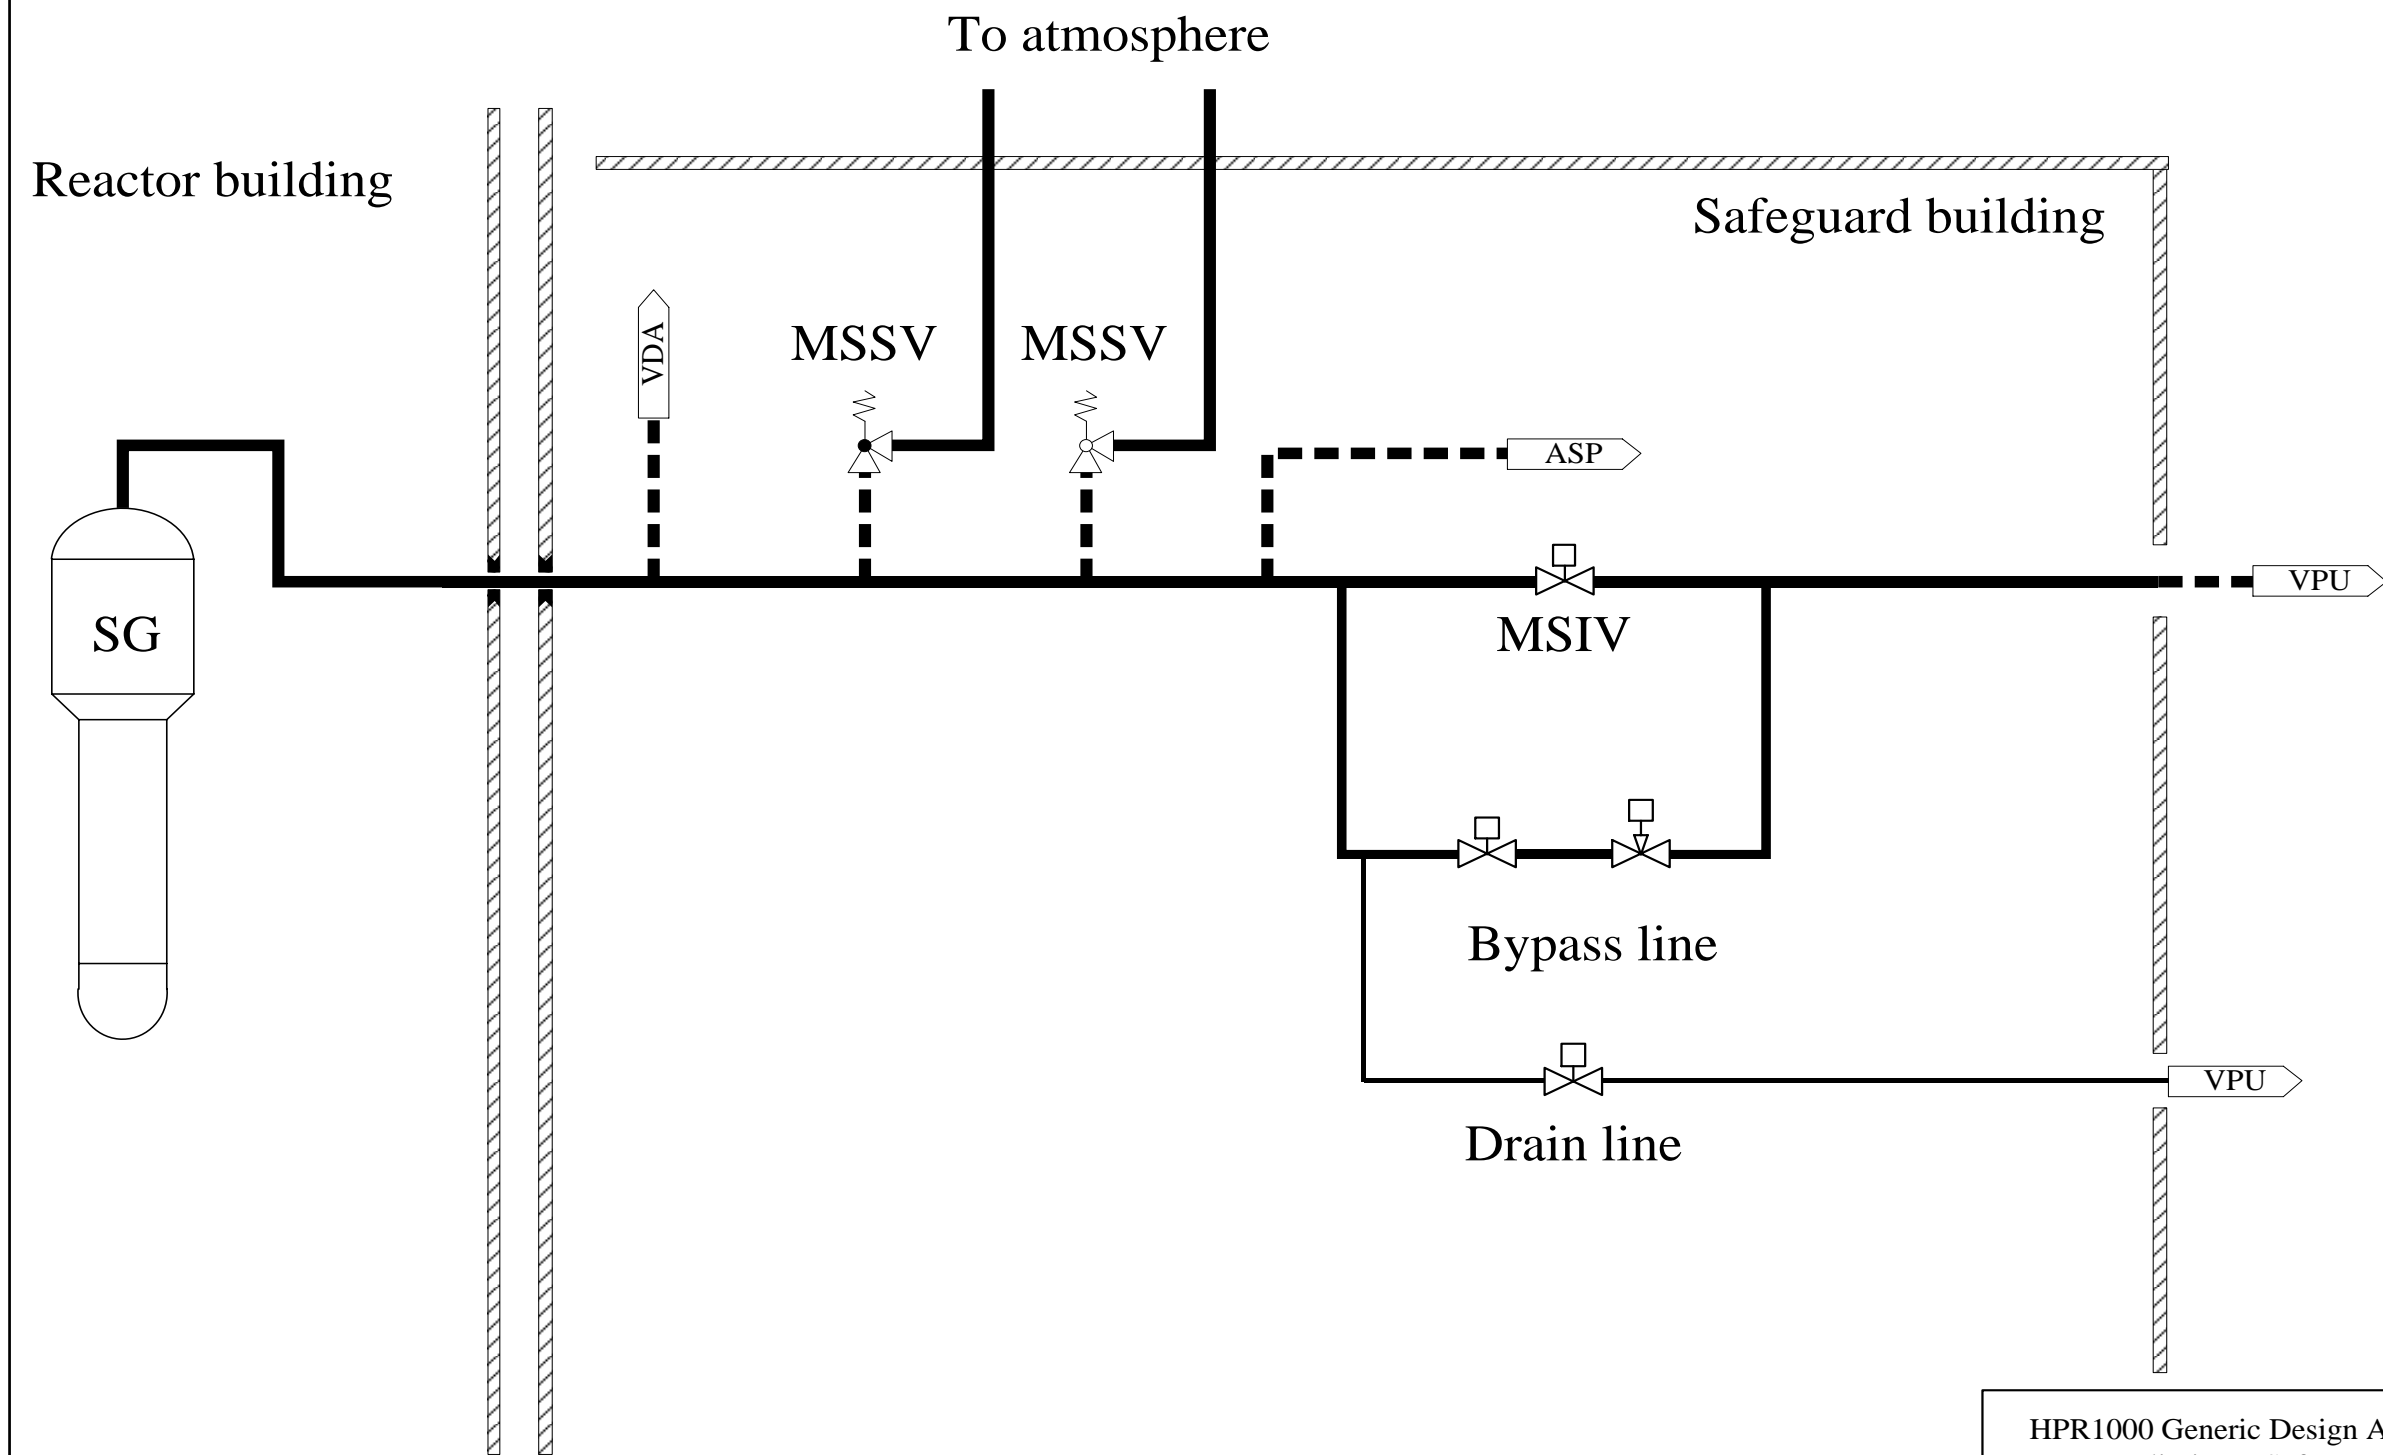 To atmosphere
Reactor building
Safeguard building
VDA
MSSV
MSSV
ASP
VPU
SG
MSIV
Bypass line
VPU
Drain line
HPR1000 Generic Design A